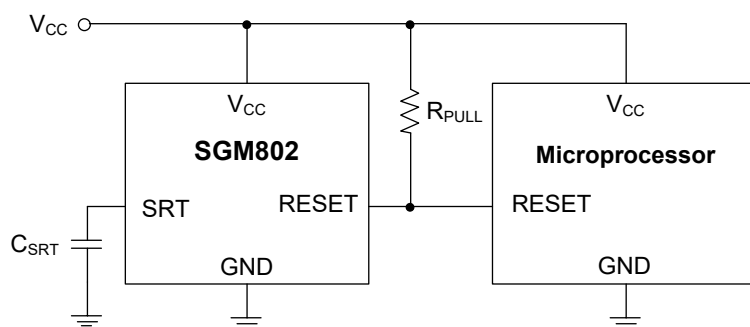 VCC
VCC
SGM802
SRT
RESET
GND
CSRT
RPULL
VCC
Microprocessor
RESET
GND